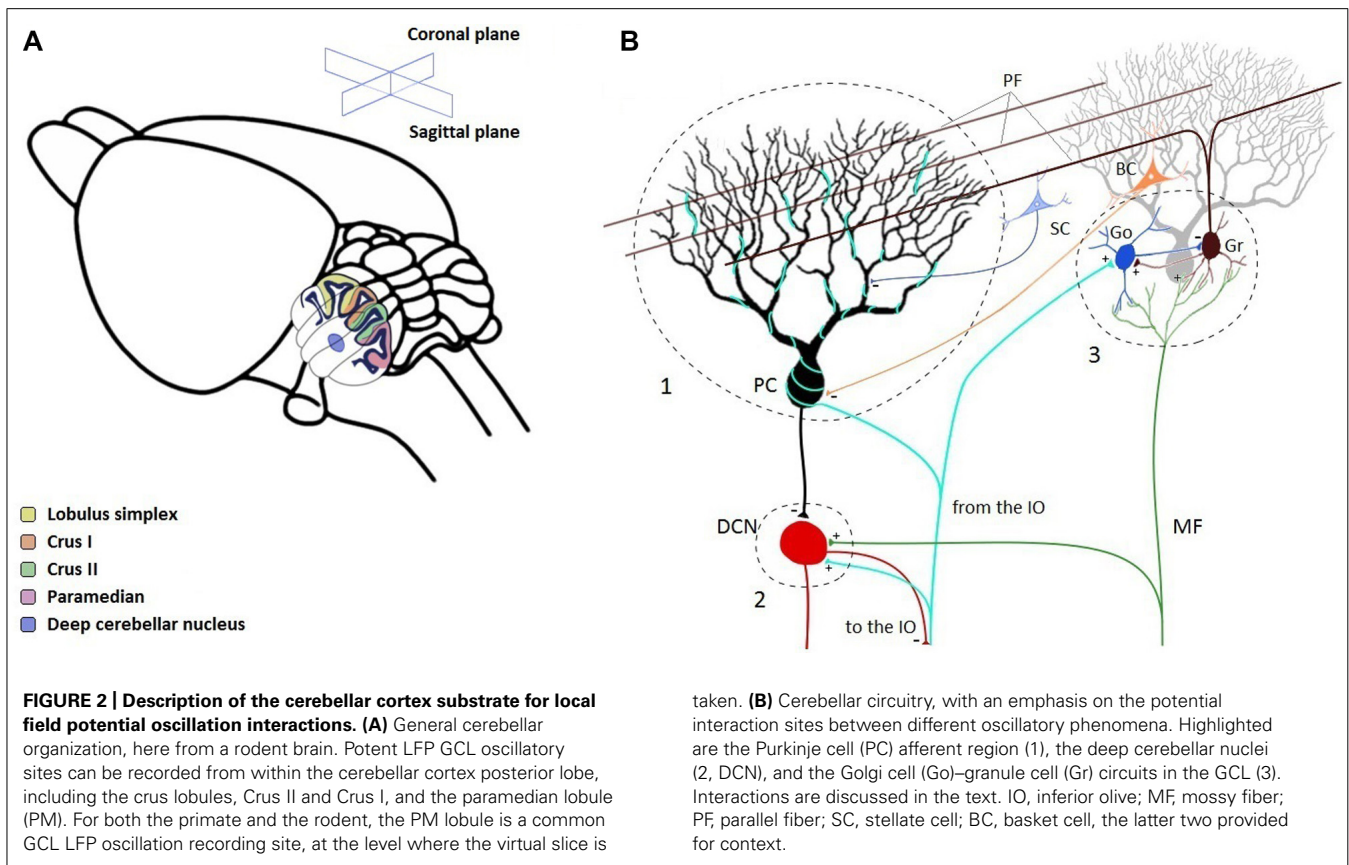 A
Coronal plane
Sagittal plane
Lobulus simplex
Crus I
Crus II
Paramedian
Deep cerebellar nucleus
B
PF
BC
SC
Go
-
Gr
+
+
+
3
-
1
PC
-
from the IO
MF
DCN
-
+
+
2
to the IO
-
FIGURE 2 | Description of the cerebellar cortex substrate for local
field potential oscillation interactions. (A) General cerebellar
organization, here from a rodent brain. Potent LFP GCL oscillatory
sites can be recorded from within the cerebellar cortex posterior lobe,
including the crus lobules, Crus II and Crus I, and the paramedian lobule
(PM). For both the primate and the rodent, the PM lobule is a common
GCL LFP oscillation recording site, at the level where the virtual slice is
taken. (B) Cerebellar circuitry, with an emphasis on the potential
interaction sites between different oscillatory phenomena. Highlighted
are the Purkinje cell (PC) afferent region (1), the deep cerebellar nuclei
(2, DCN), and the Golgi cell (Go)–granule cell (Gr) circuits in the GCL (3).
Interactions are discussed in the text. IO, inferior olive; MF, mossy fiber;
PF, parallel fiber; SC, stellate cell; BC, basket cell, the latter two provided
for context.